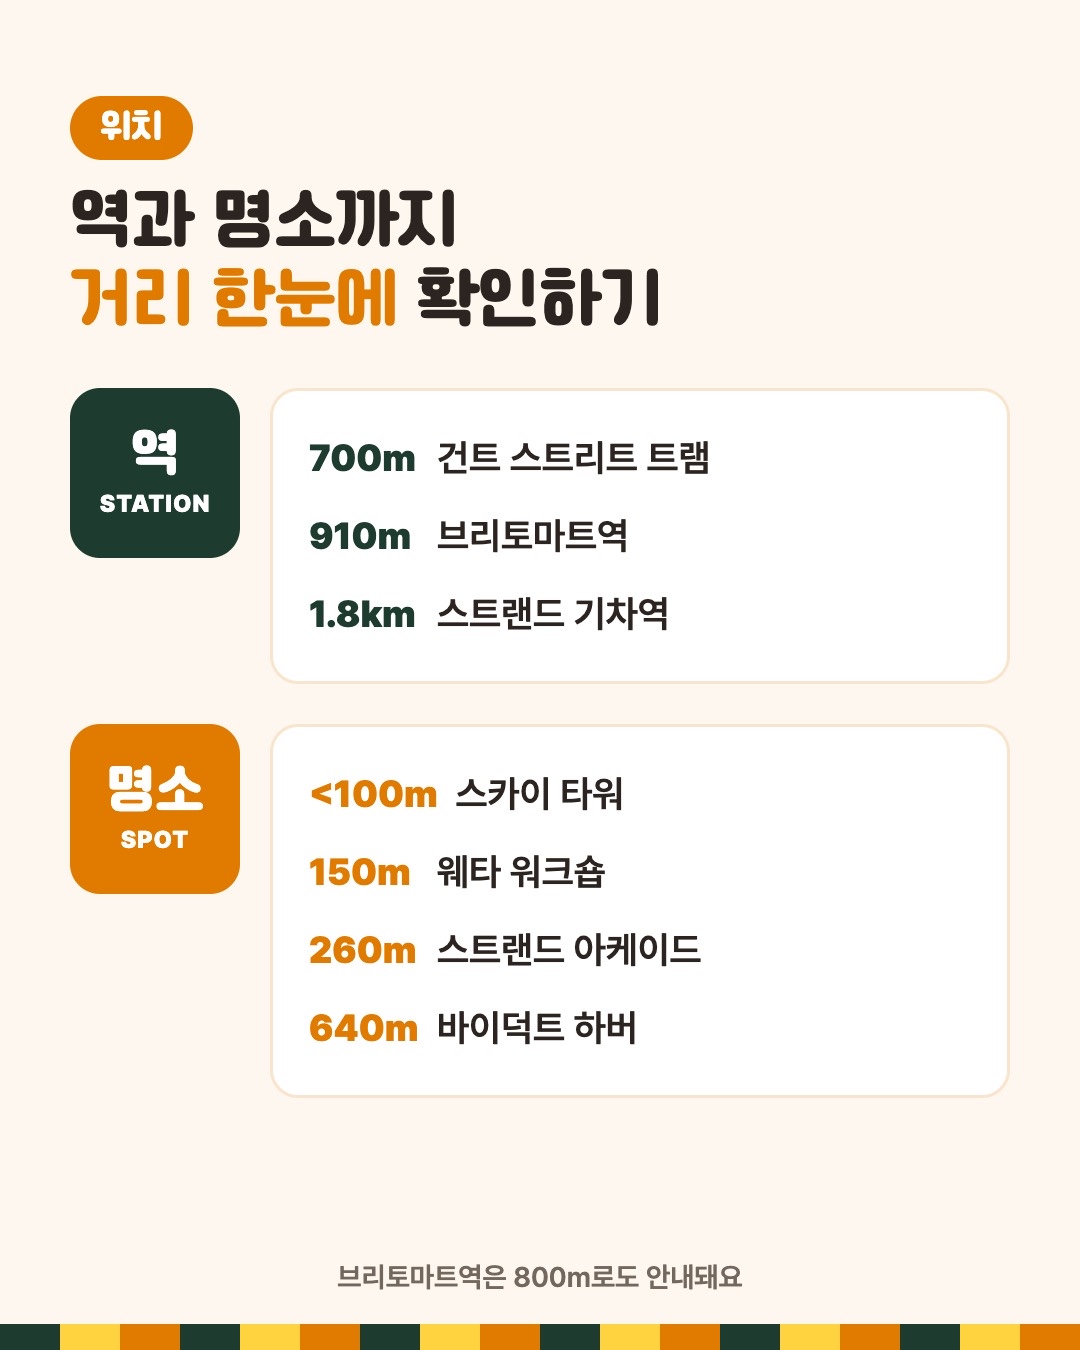 위치
역과 명소까지
거리 한눈에 확인하기
역
STATION
700m 건트 스트리트 트램
910m 브리토마트역
1.8km 스트랜드 기차역
명소
SPOT
<100m 스카이 타워
150m 웨타 워크숍
260m 스트랜드 아케이드
640m 바이덕트 하버
브리토마트역은 800m로도 안내돼요